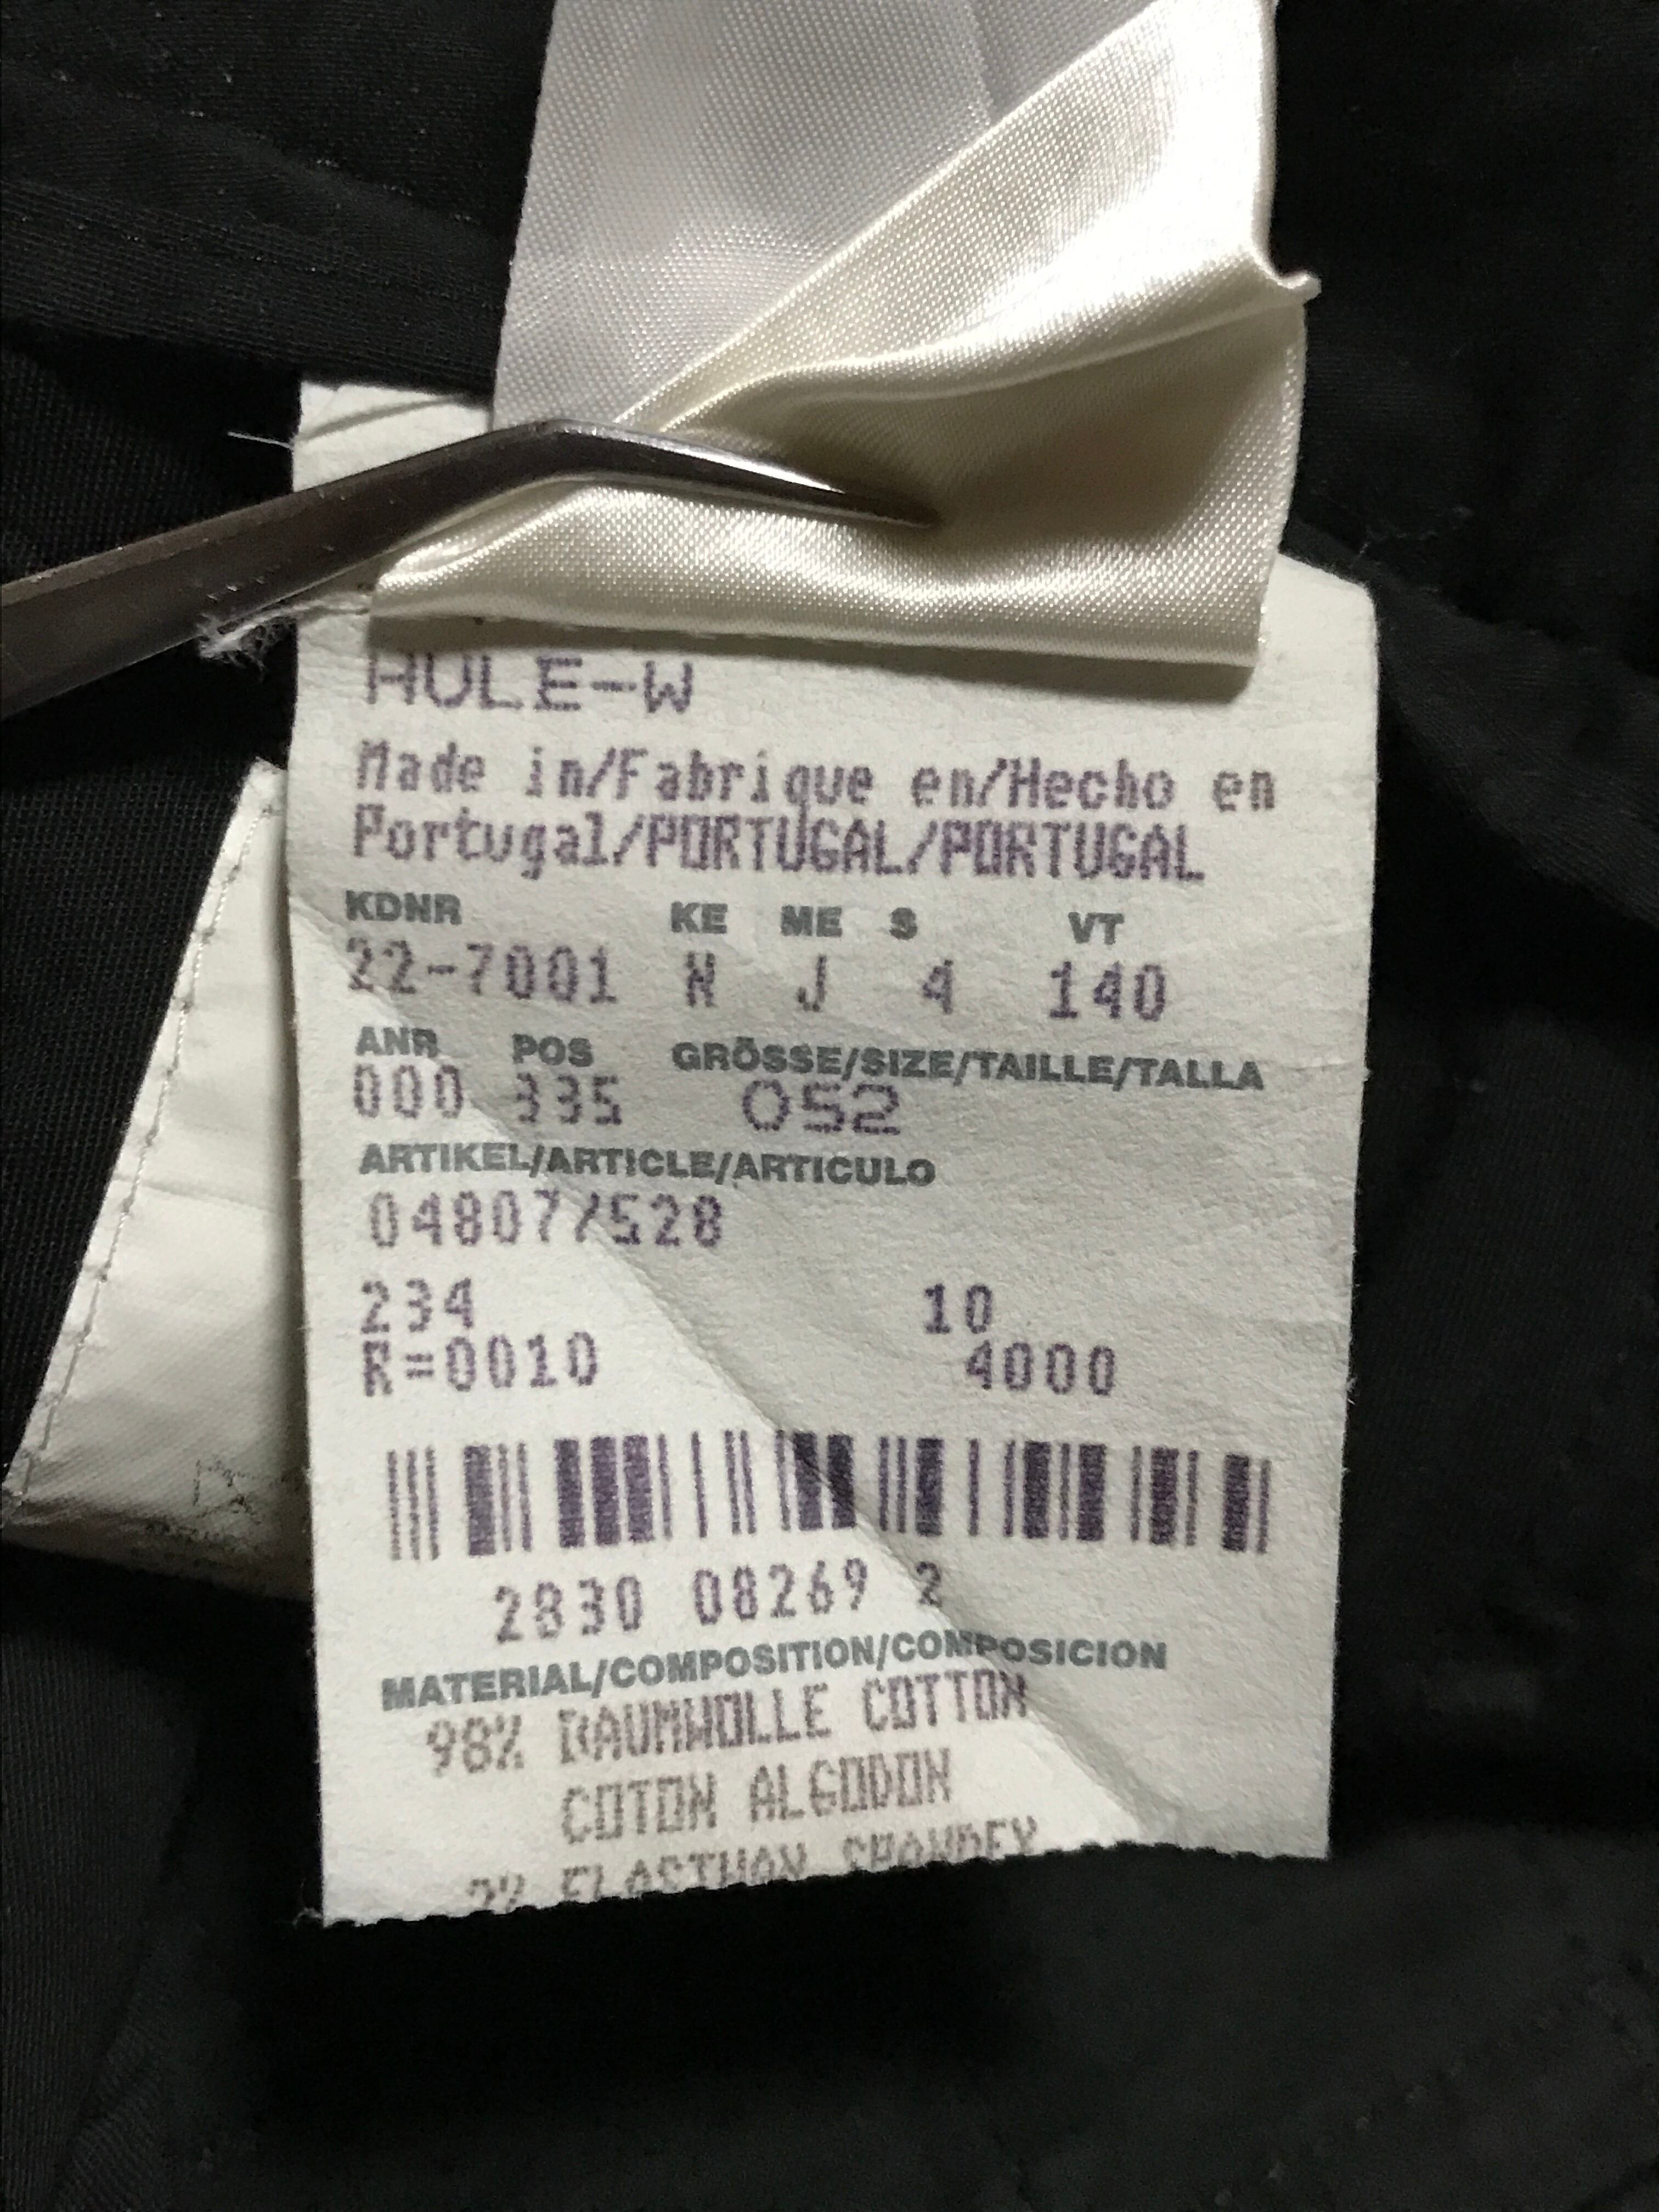 HOLE-W
Made in/Fabrique en/Hecho en
Portugal/PORTUGAL/PORTUGAL
KDNR KE ME S VT
22-7001 N J 4 140
ANR POS GRÖSSE/SIZE/TAILLE/TALLA
000 335 052
ARTIKEL/ARTICLE/ARTICULO
04807/528
234 10
R=0010 4000
2830 08269 2
MATERIAL/COMPOSITION/COMPOSICION
98% BAUMWOLLE COTTON
COTON ALGODON
2% ELASTHAN